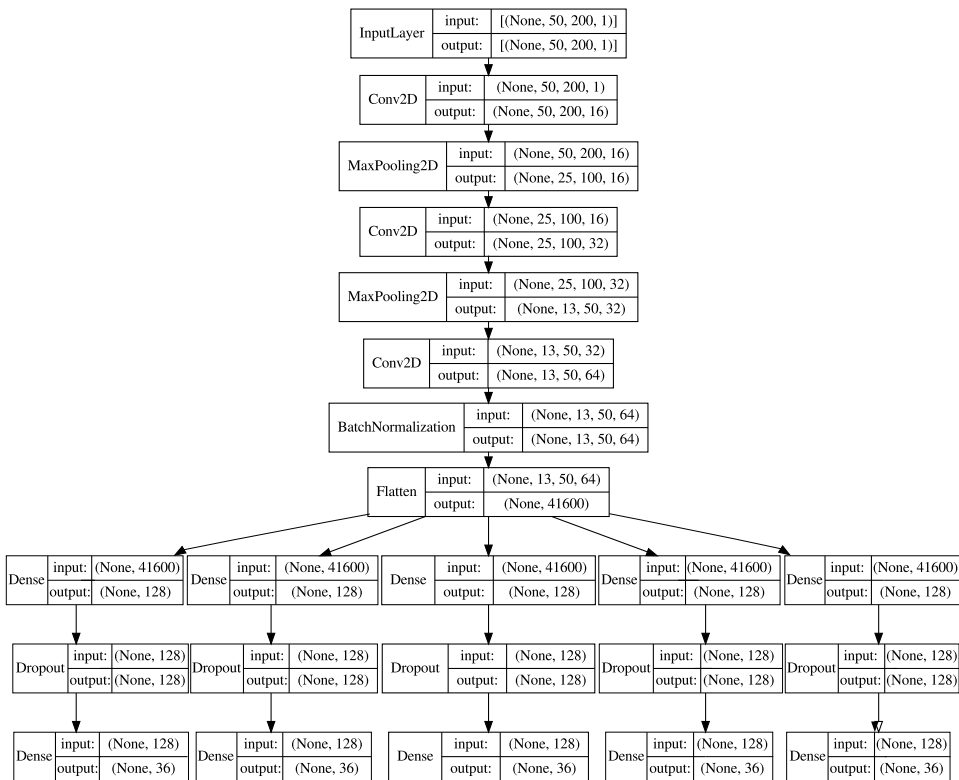 InputLayer input: [(None, 50, 200, 1)]
output: [(None, 50, 200, 1)]
Conv2D input: (None, 50, 200, 1)
output: (None, 50, 200, 16)
MaxPooling2D input: (None, 50, 200, 16)
output: (None, 25, 100, 16)
Conv2D input: (None, 25, 100, 16)
output: (None, 25, 100, 32)
MaxPooling2D input: (None, 25, 100, 32)
output: (None, 13, 50, 32)
Conv2D input: (None, 13, 50, 32)
output: (None, 13, 50, 64)
BatchNormalization input: (None, 13, 50, 64)
output: (None, 13, 50, 64)
Flatten input: (None, 13, 50, 64)
output: (None, 41600)
Dense input: (None, 41600) Dense input: (None, 41600) Dense input: (None, 41600) Dense input: (None, 41600) Dense input: (None, 41600)
output: (None, 128) output: (None, 128) output: (None, 128) output: (None, 128) output: (None, 128)
Dropout input: (None, 128) Dropout input: (None, 128) Dropout input: (None, 128) Dropout input: (None, 128) Dropout input: (None, 128)
output: (None, 128) output: (None, 128) output: (None, 128) output: (None, 128) output: (None, 128)
Dense input: (None, 128) Dense input: (None, 128) Dense input: (None, 128) Dense input: (None, 128) Dense input: (None, 128)
output: (None, 36) output: (None, 36) output: (None, 36) output: (None, 36) output: (None, 36)